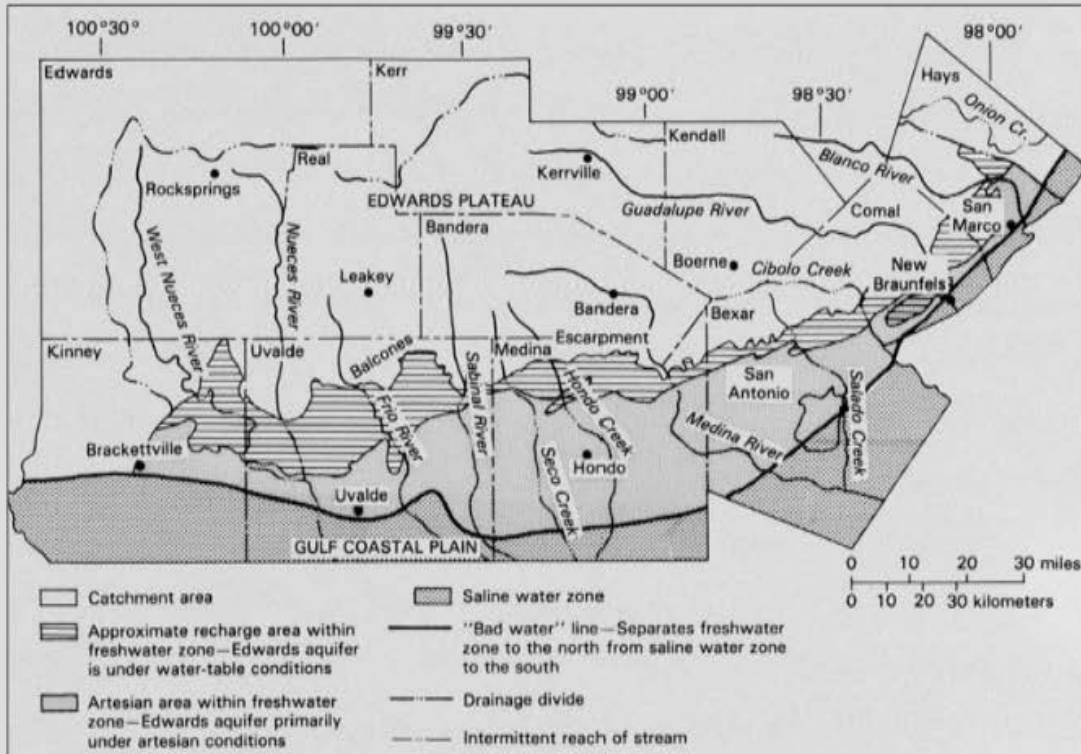 100°30'
100°00'
99°30'
98°00'
Edwards
Kerr
99°00'
98°30'
Hays
Onion Cr.
Kendall
Real
Rocksprings
Kerrville
Blanco River
EDWARDS PLATEAU
Guadalupe River
Comal
San
Marco
Bandera
West Nueces River
Nueces River
Leakey
Boerne
Cibolo Creek
New
Braunfels
Bandera
Bexar
Escarpment
Kinney
Uvalde
Balcones
Medina
San
Antonio
Frio River
Sabinal River
Hondo Creek
Salado Creek
Medina River
Brackettville
Hondo
Seco Creek
Uvalde
GULF COASTAL PLAIN
0 10 20 30 miles
0 10 20 30 kilometers
Catchment area
Approximate recharge area within
freshwater zone—Edwards aquifer
is under water-table conditions
Artesian area within freshwater
zone—Edwards aquifer primarily
under artesian conditions
Saline water zone
"Bad water" line—Separates freshwater
zone to the north from saline water zone
to the south
Drainage divide
Intermittent reach of stream